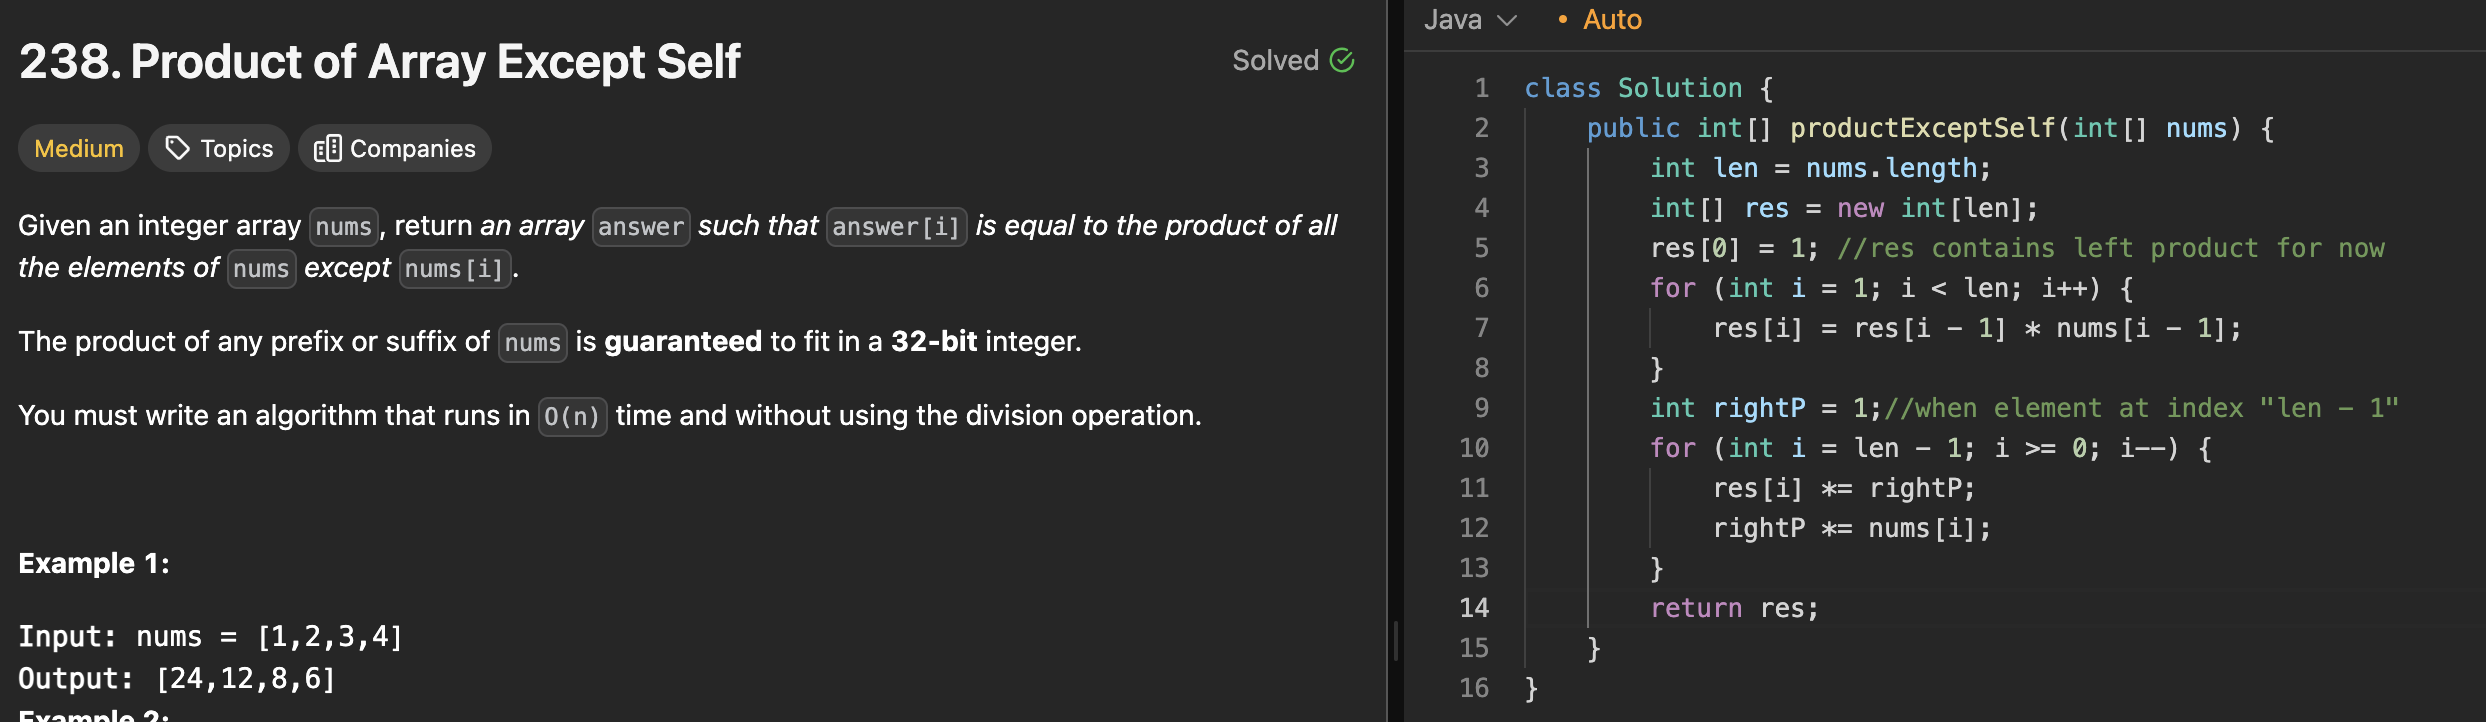 238. Product of Array Except Self
Solved
Medium
Topics
Companies
Given an integer array nums, return an array answer such that answer[i] is equal to the product of all
the elements of nums except nums[i].
The product of any prefix or suffix of nums is guaranteed to fit in a 32-bit integer.
You must write an algorithm that runs in O(n) time and without using the division operation.
Example 1:
Input: nums = [1,2,3,4]
Output: [24,12,8,6]
Example 2:
Java
• Auto
1 class Solution {
2     public int[] productExceptSelf(int[] nums) {
3         int len = nums.length;
4         int[] res = new int[len];
5         res[0] = 1; //res contains left product for now
6         for (int i = 1; i < len; i++) {
7             res[i] = res[i - 1] * nums[i - 1];
8         }
9         int rightP = 1;//when element at index "len - 1"
10         for (int i = len - 1; i >= 0; i--) {
11             res[i] *= rightP;
12             rightP *= nums[i];
13         }
14         return res;
15     }
16 }